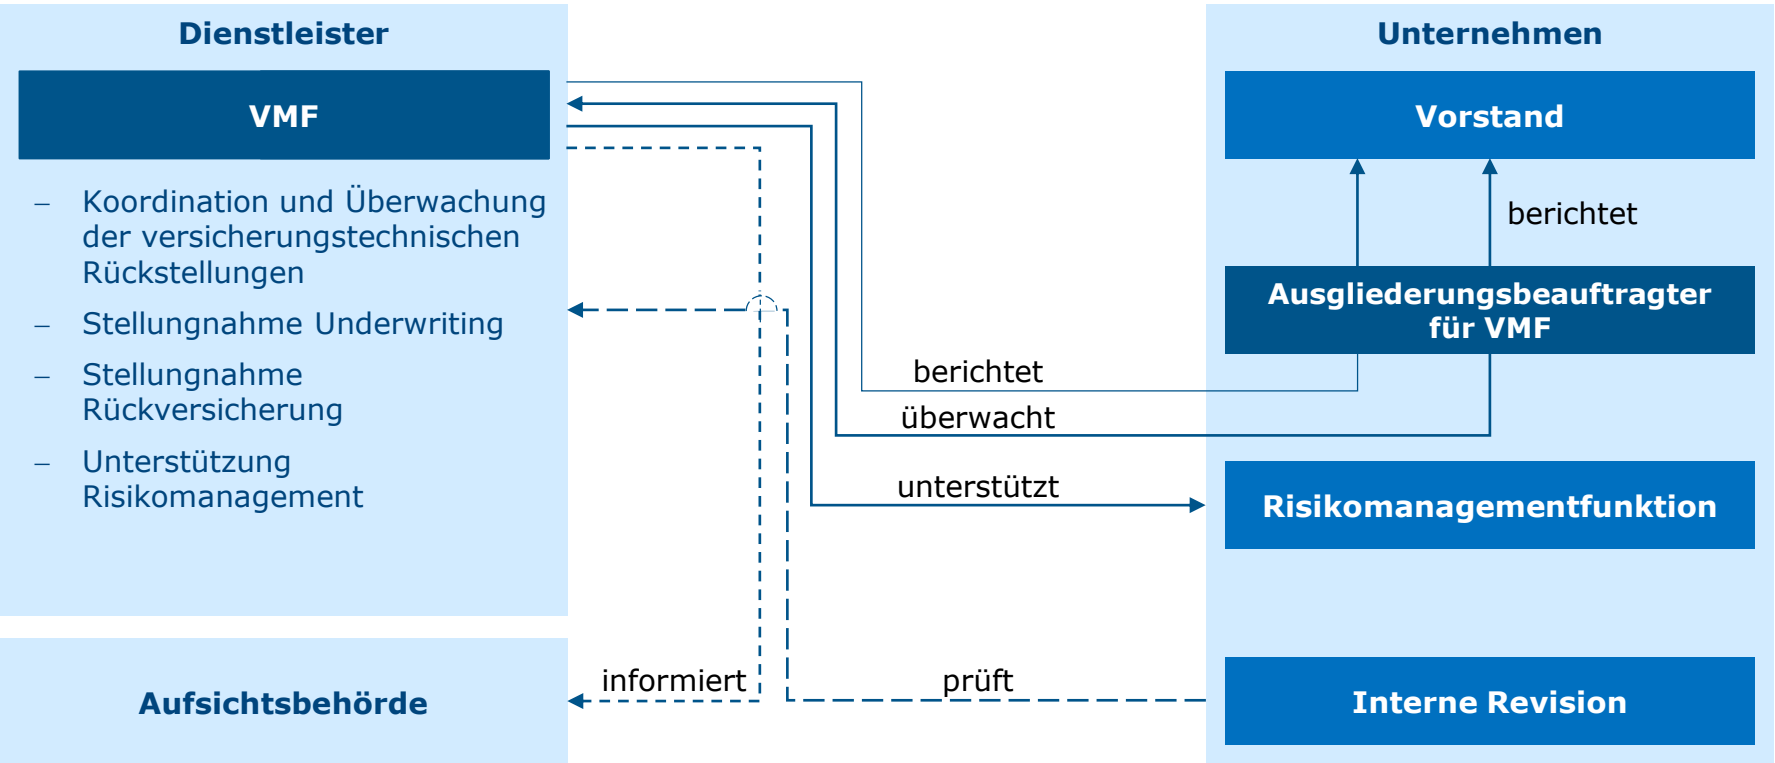 Dienstleister
VMF
– Koordination und Überwachung
der versicherungstechnischen
Rückstellungen
– Stellungnahme Underwriting
– Stellungnahme
Rückversicherung
– Unterstützung
Risikomanagement
Aufsichtsbehörde
berichtet
überwacht
unterstützt
informiert
prüft
Unternehmen
Vorstand
berichtet
Ausgliederungsbeauftragter
für VMF
Risikomanagementfunktion
Interne Revision